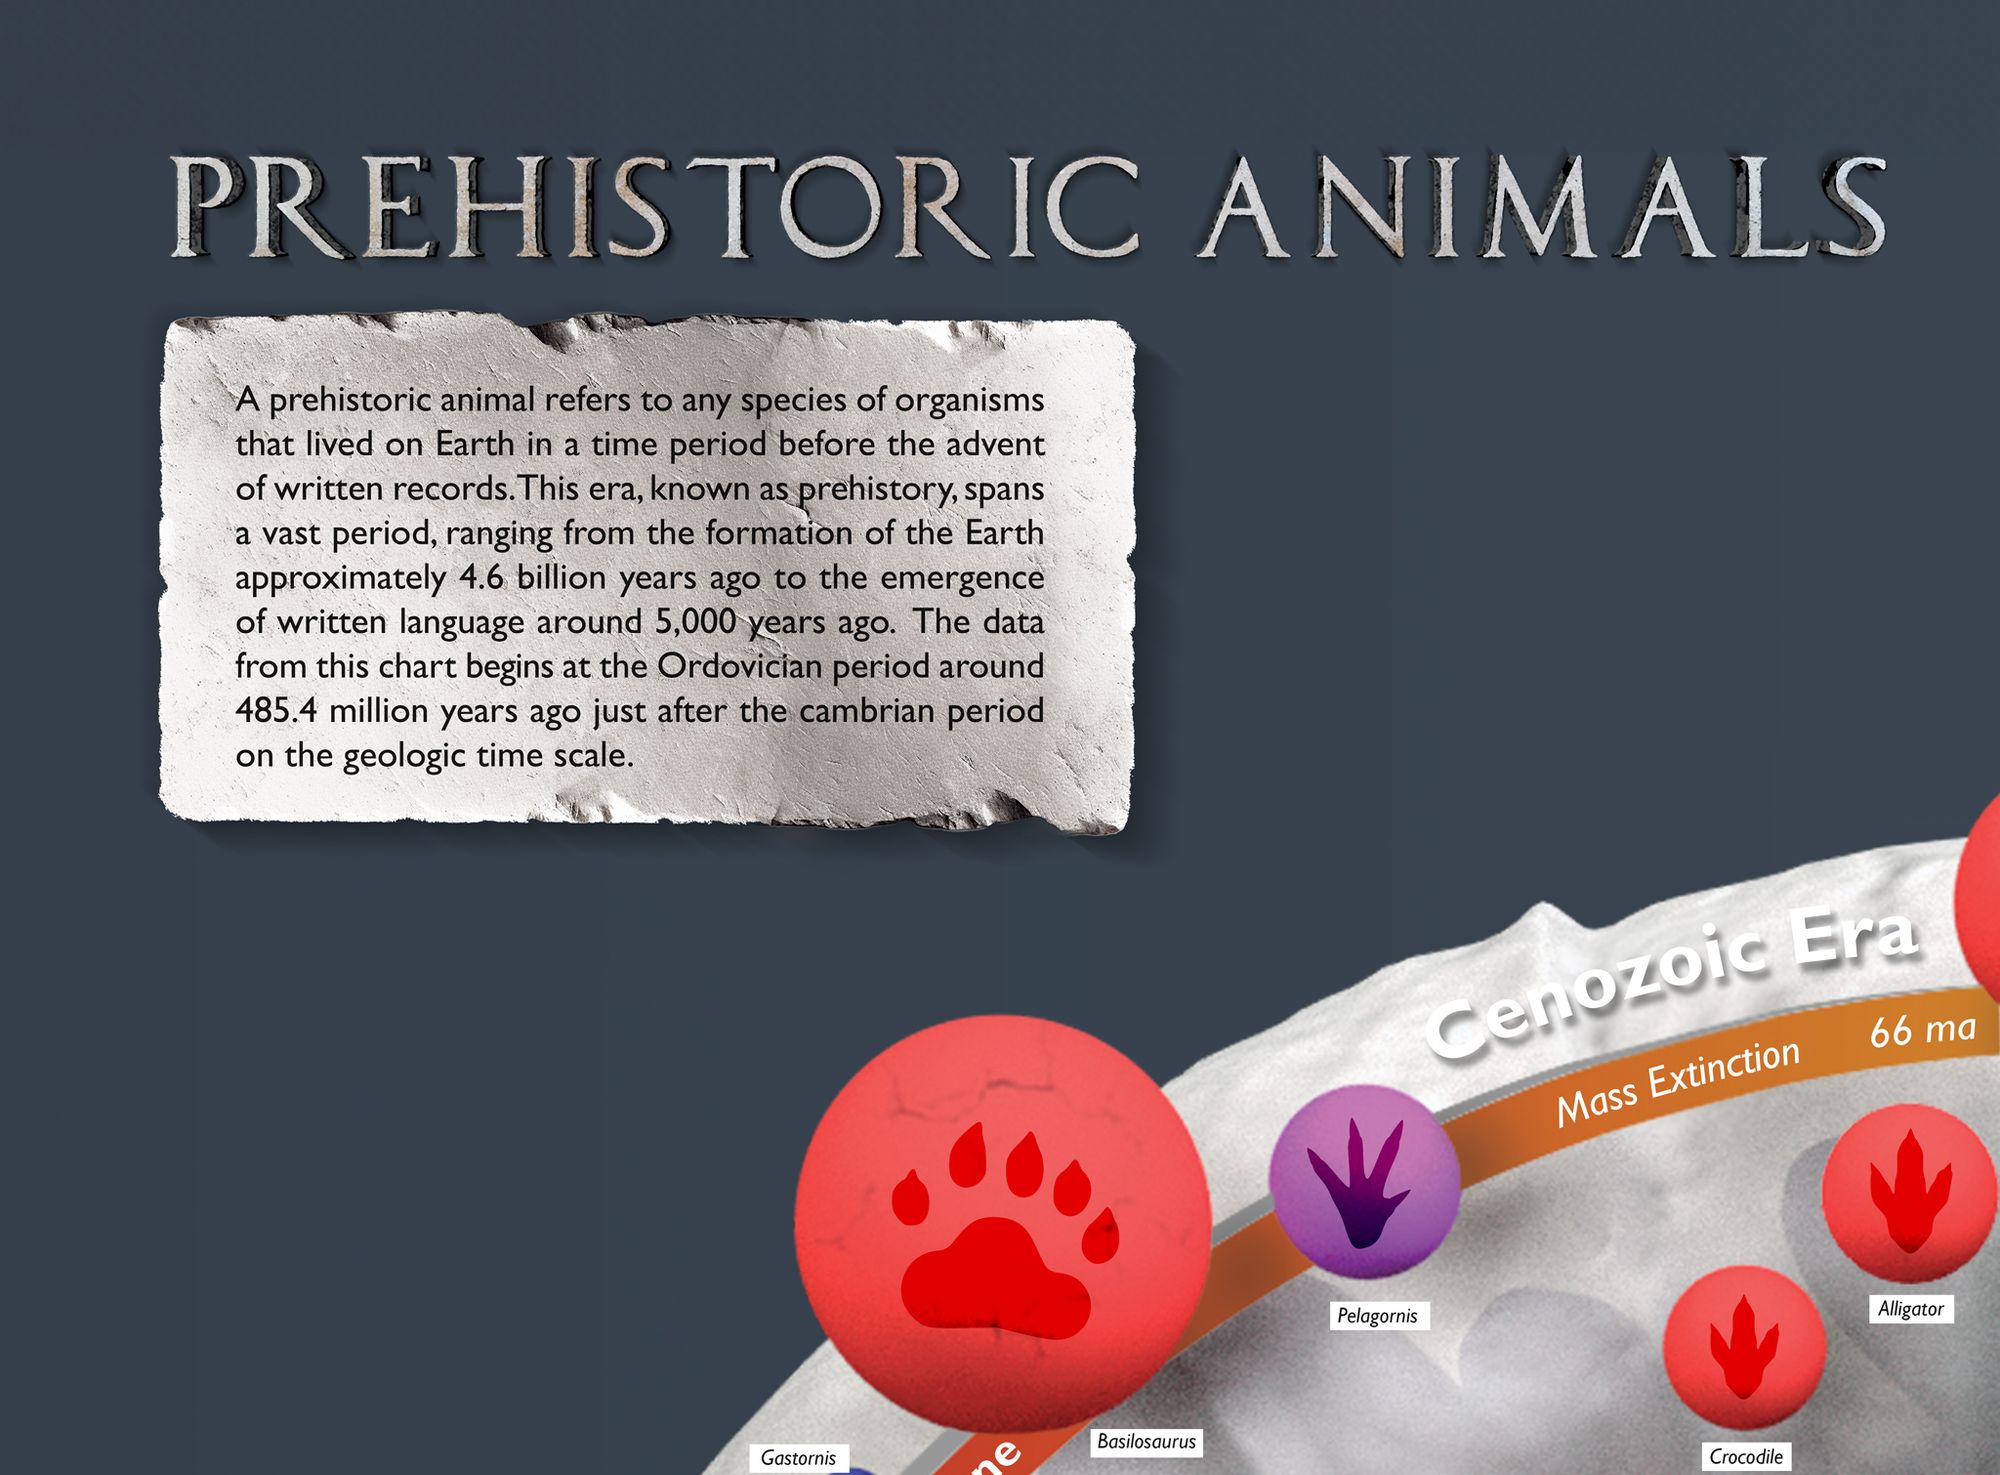 PREHISTORIC ANIMALS
A prehistoric animal refers to any species of organisms
that lived on Earth in a time period before the advent
of written records.This era, known as prehistory, spans
a vast period, ranging from the formation of the Earth
approximately 4.6 billion years ago to the emergence
of written language around 5,000 years ago. The data
from this chart begins at the Ordovician period around
485.4 million years ago just after the cambrian period
on the geologic time scale.
Cenozoic Era
Mass Extinction 66 ma
Pelagornis
Alligator
Basilosaurus
Crocodile
Gastornis
ne